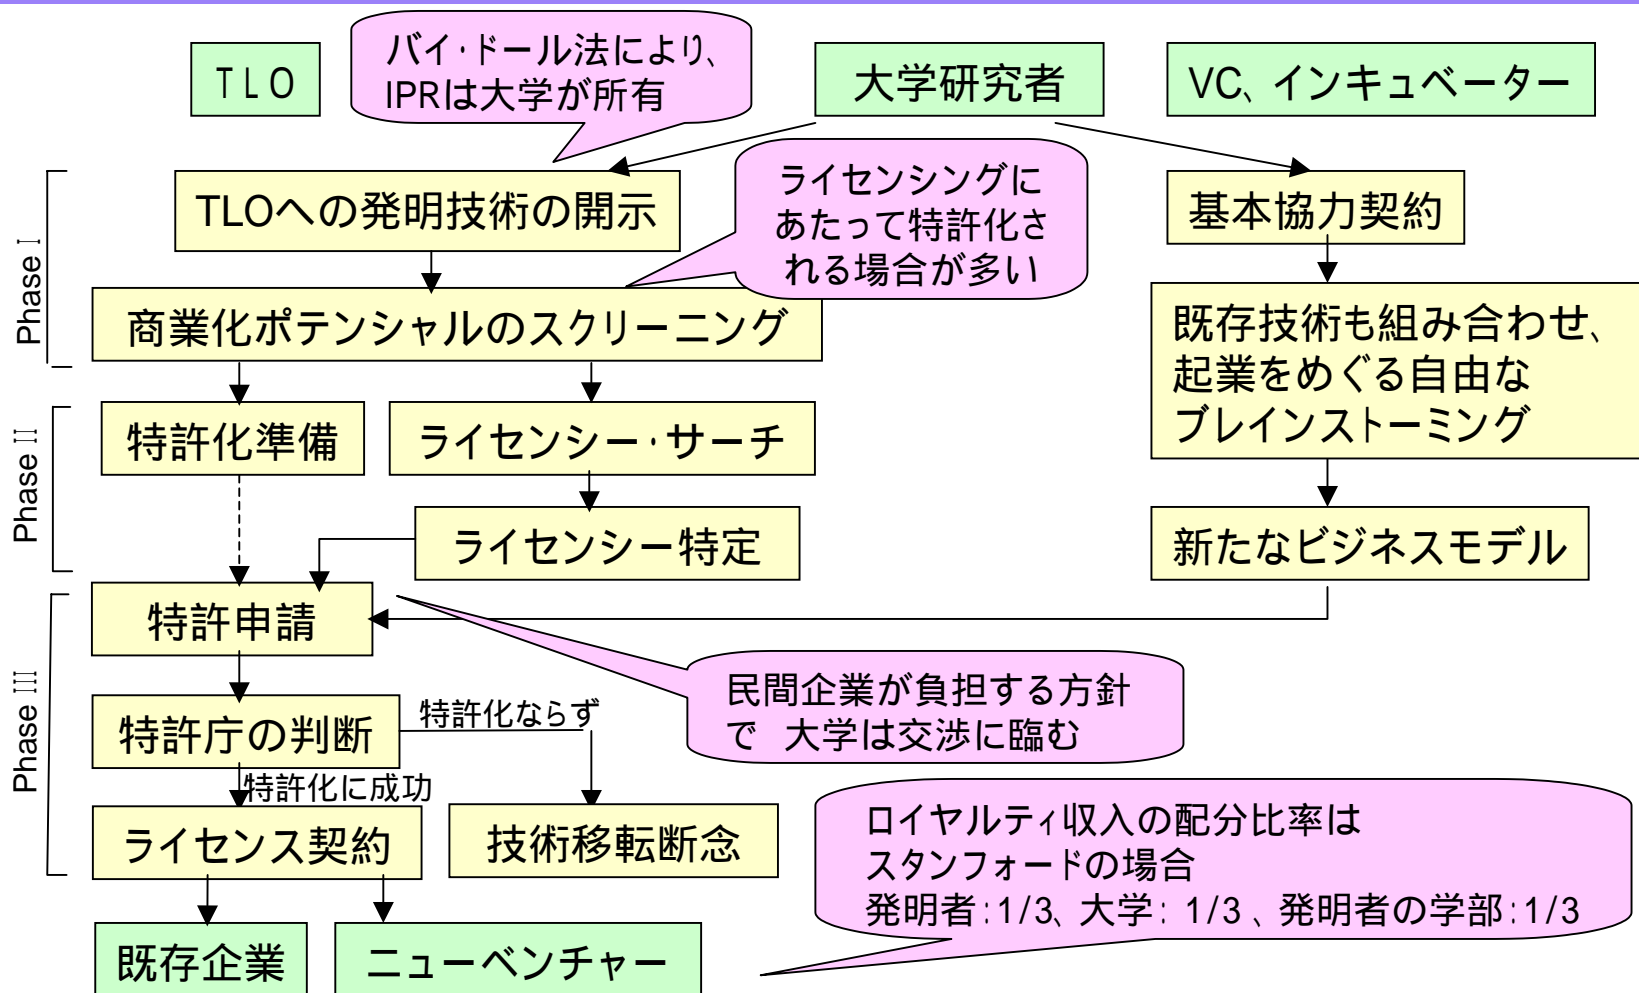 TLO
バイ・ドール法により、
IPRは大学が所有
大学研究者
VC、インキュベーター
Phase Ⅰ
TLOへの発明技術の開示
ライセンシングに
あたって特許化さ
れる場合が多い
基本協力契約
商業化ポテンシャルのスクリーニング
既存技術も組み合わせ、
起業をめぐる自由な
ブレインストーミング
Phase Ⅱ
特許化準備
ライセンシー・サーチ
ライセンシー特定
新たなビジネスモデル
Phase Ⅲ
特許申請
民間企業が負担する方針
で 大学は交渉に臨む
特許庁の判断
特許化ならず
特許化に成功
ライセンス契約
技術移転断念
ロイヤルティ収入の配分比率は
スタンフォードの場合
発明者:1/3、大学: 1/3 、発明者の学部:1/3
既存企業
ニューベンチャー